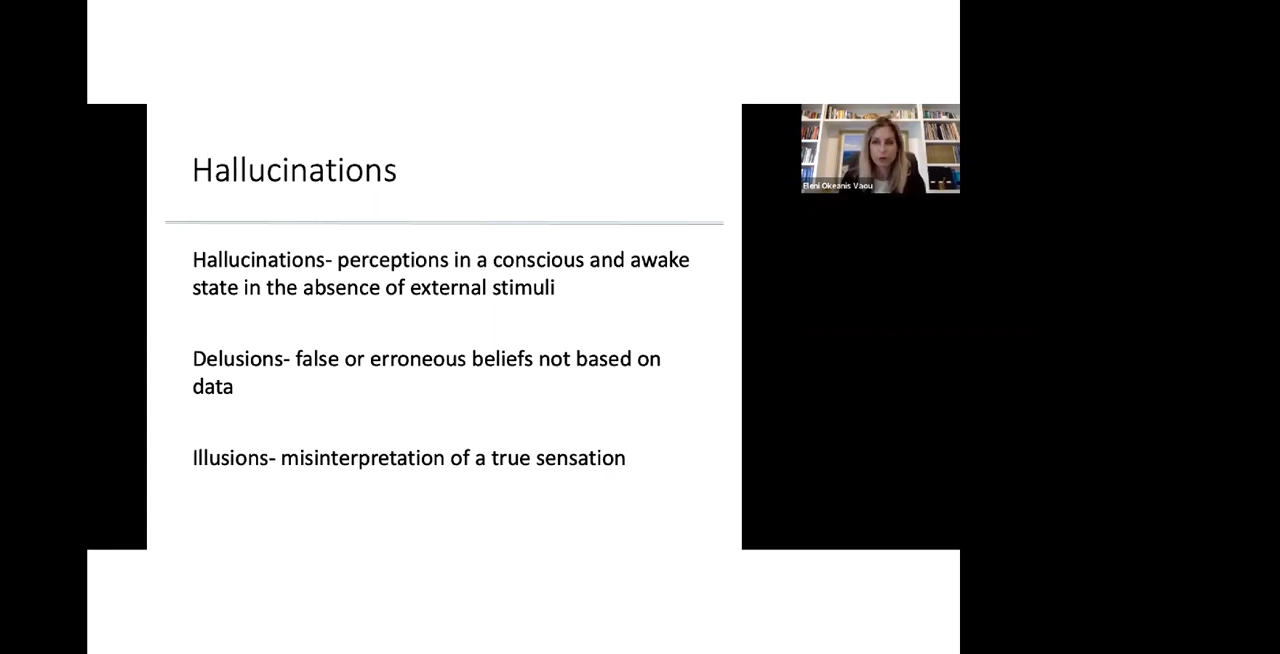 Hallucinations
Eleni Okeanis Vaou
Hallucinations- perceptions in a conscious and awake
state in the absence of external stimuli
Delusions- false or erroneous beliefs not based on
data
Illusions- misinterpretation of a true sensation